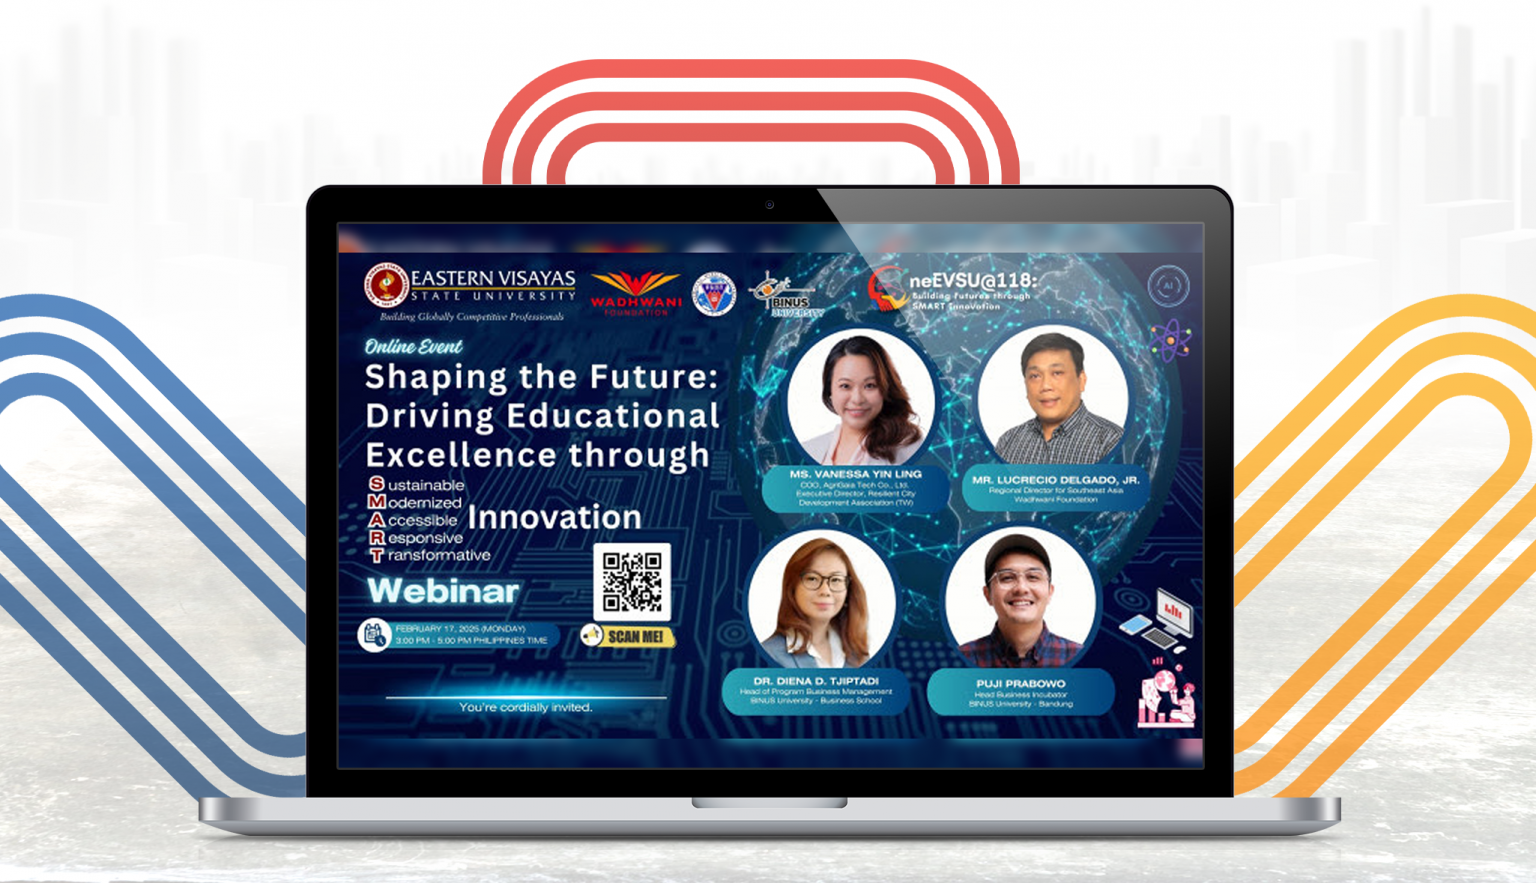 EASTERN VISAYAS
STATE UNIVERSITY
Building Globally Competitive Professionals
WADHWANI
FOUNDATION
BINUS
UNIVERSITY
neEVSU@118:
Building Futures through
SMART Innovation
AI
Online Event
Shaping the Future:
Driving Educational
Excellence through
Sustainable
Modernized
Accessible
Responsive
Transformative
Innovation
Webinar
FEBRUARY 17, 2025 (MONDAY)
3:00 PM - 5:00 PM PHILIPPINES TIME
SCAN ME!
You're cordially invited.
MS. VANESSA YIN LING
COO, AgriGaia Tech Co., Ltd.
Executive Director, Resilient City
Development Association (TW)
MR. LUCRECIO DELGADO, JR.
Regional Director for Southeast Asia
Wadhwani Foundation
DR. DIENA D. TJIPTADI
Head of Program Business Management
BINUS University - Business School
PUJI PRABOWO
Head Business Incubator
BINUS University - Bandung